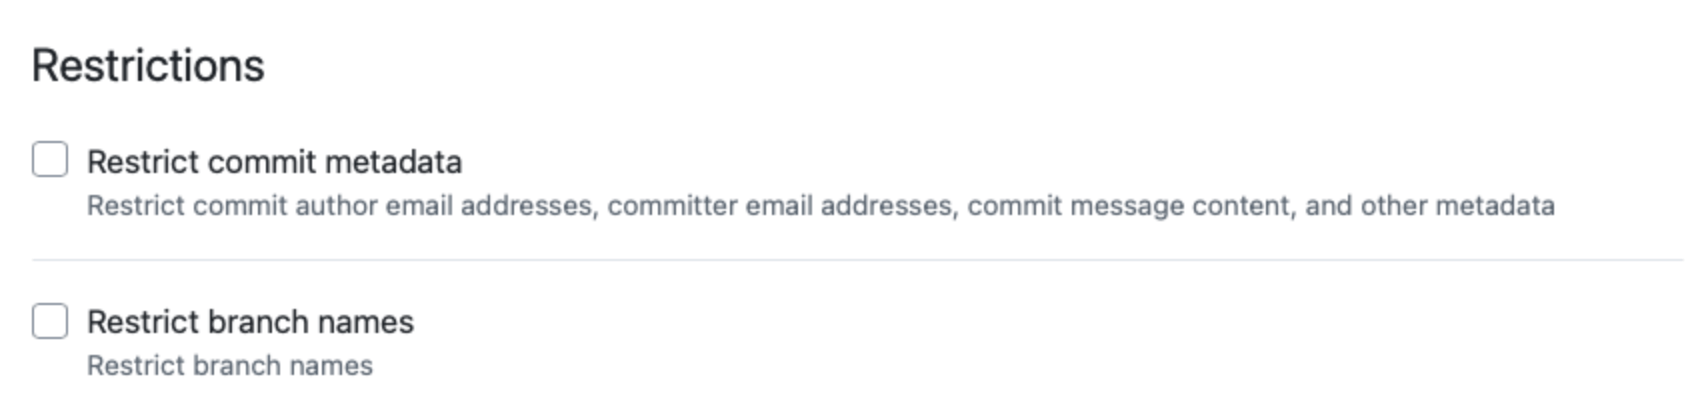 Restrictions
Restrict commit metadata
Restrict commit author email addresses, committer email addresses, commit message content, and other metadata
Restrict branch names
Restrict branch names